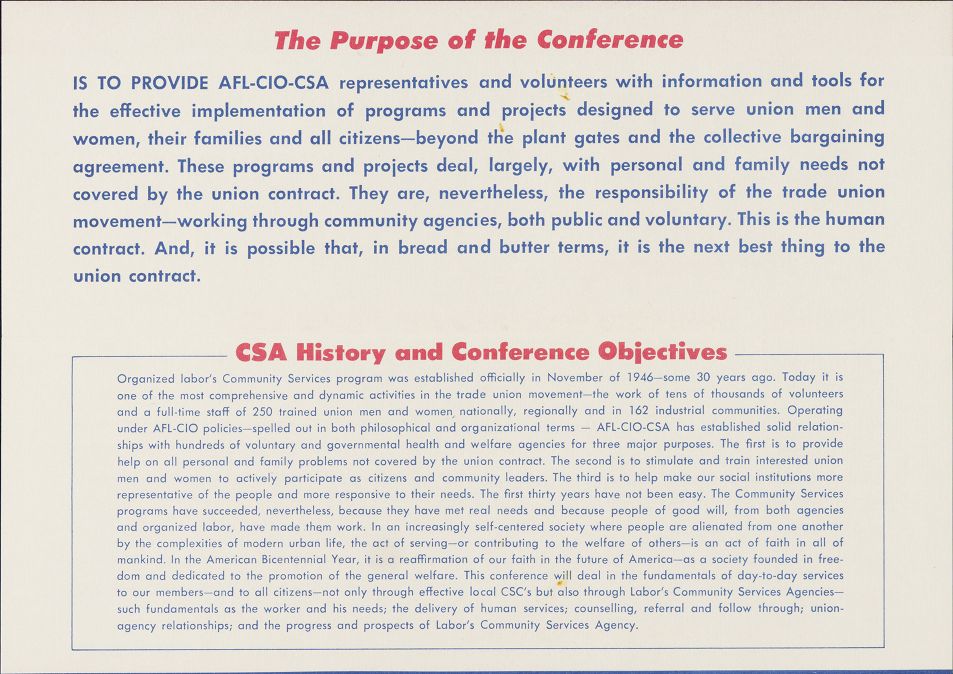 The Purpose of the Conference
IS TO PROVIDE AFL-CIO-CSA representatives and volunteers with information and tools for
the effective implementation of programs and projects designed to serve union men and
women, their families and all citizens—beyond the plant gates and the collective bargaining
agreement. These programs and projects deal, largely, with personal and family needs not
covered by the union contract. They are, nevertheless, the responsibility of the trade union
movement—working through community agencies, both public and voluntary. This is the human
contract. And, it is possible that, in bread and butter terms, it is the next best thing to the
union contract.
CSA History and Conference Objectives
Organized labor's Community Services program was established officially in November of 1946—some 30 years ago. Today it is
one of the most comprehensive and dynamic activities in the trade union movement—the work of tens of thousands of volunteers
and a full-time staff of 250 trained union men and women, nationally, regionally and in 162 industrial communities. Operating
under AFL-CIO policies—spelled out in both philosophical and organizational terms — AFL-CIO-CSA has established solid relation-
ships with hundreds of voluntary and governmental health and welfare agencies for three major purposes. The first is to provide
help on all personal and family problems not covered by the union contract. The second is to stimulate and train interested union
men and women to actively participate as citizens and community leaders. The third is to help make our social institutions more
representative of the people and more responsive to their needs. The first thirty years have not been easy. The Community Services
programs have succeeded, nevertheless, because they have met real needs and because people of good will, from both agencies
and organized labor, have made them work. In an increasingly self-centered society where people are alienated from one another
by the complexities of modern urban life, the act of serving—or contributing to the welfare of others—is an act of faith in all of
mankind. In the American Bicentennial Year, it is a reaffirmation of our faith in the future of America—as a society founded in free-
dom and dedicated to the promotion of the general welfare. This conference will deal in the fundamentals of day-to-day services
to our members—and to all citizens—not only through effective local CSC's but also through Labor's Community Services Agencies—
such fundamentals as the worker and his needs; the delivery of human services; counselling, referral and follow through; union-
agency relationships; and the progress and prospects of Labor's Community Services Agency.